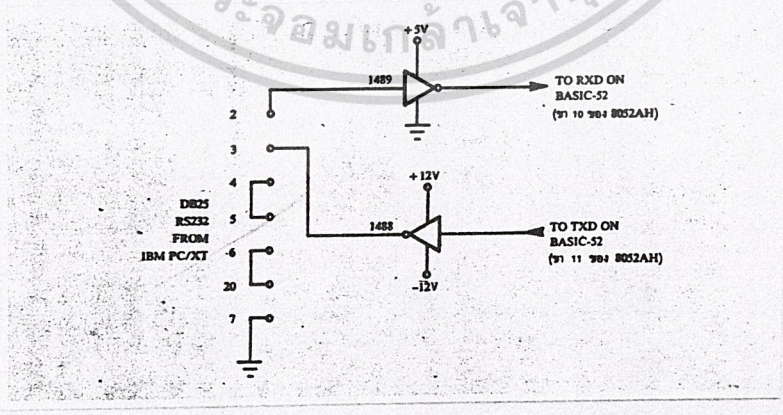 +5V
1489
TO RXD ON
BASIC-52
(ขา 10 ของ 8052AH)
2
3
4
5
6
20
7
DB25
RS232
FROM
IBM PC/XT
+12V
1488
TO TXD ON
BASIC-52
(ขา 11 ของ 8052AH)
-12V